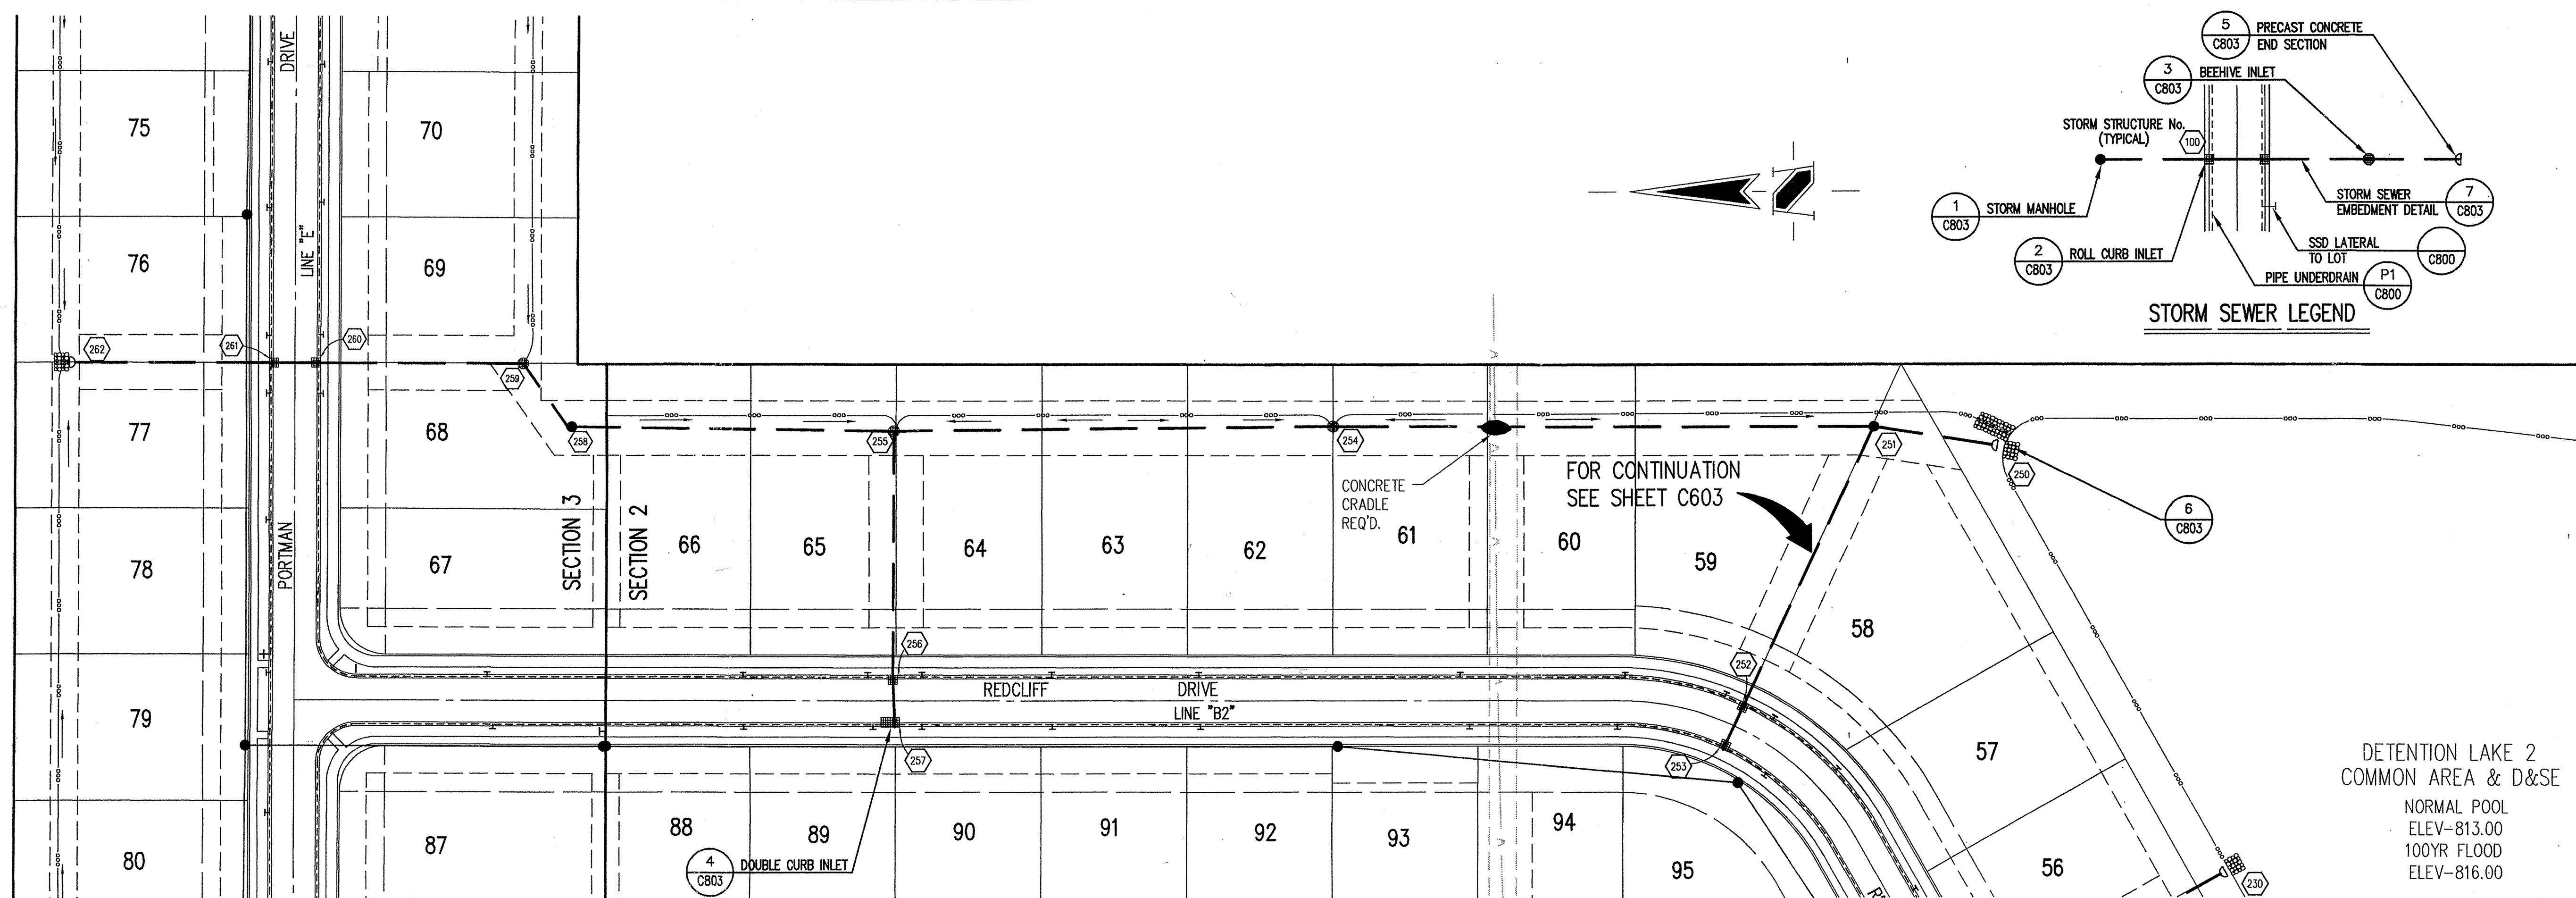 5
C803
PRECAST CONCRETE
END SECTION
3
C803
BEEHIVE INLET
STORM STRUCTURE No.
(TYPICAL)
100
1
C803
STORM MANHOLE
2
C803
ROLL CURB INLET
STORM SEWER
EMBEDMENT DETAIL
7
C803
SSD LATERAL
TO LOT
C800
PIPE UNDERDRAIN
P1
C800
STORM SEWER LEGEND
75
76
77
78
79
80
DRIVE
LINE "E"
PORTMAN
70
69
68
67
87
262
261
260
259
258
255
254
251
250
SECTION 3
SECTION 2
66
65
64
63
62
61
60
59
58
57
56
CONCRETE
CRADLE
REQ'D.
FOR CONTINUATION
SEE SHEET C603
6
C803
256
252
REDCLIFF
DRIVE
LINE "B2"
257
253
88
89
90
91
92
93
94
95
4
C803
DOUBLE CURB INLET
DETENTION LAKE 2
COMMON AREA & D&SE
NORMAL POOL
ELEV-813.00
100YR FLOOD
ELEV-816.00
230